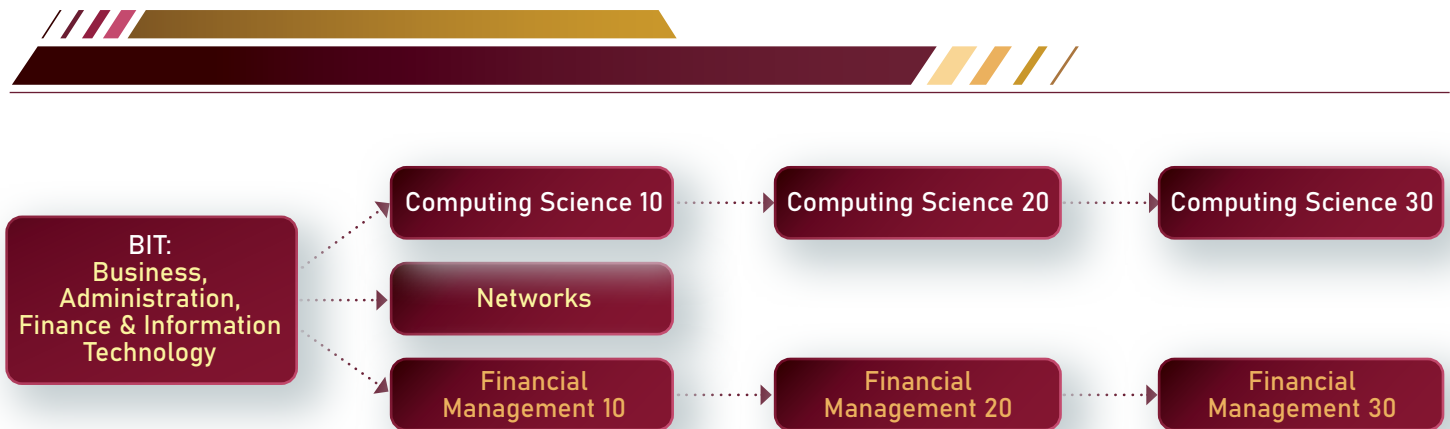 BIT:
Business,
Administration,
Finance & Information
Technology
Computing Science 10
Computing Science 20
Computing Science 30
Networks
Financial
Management 10
Financial
Management 20
Financial
Management 30